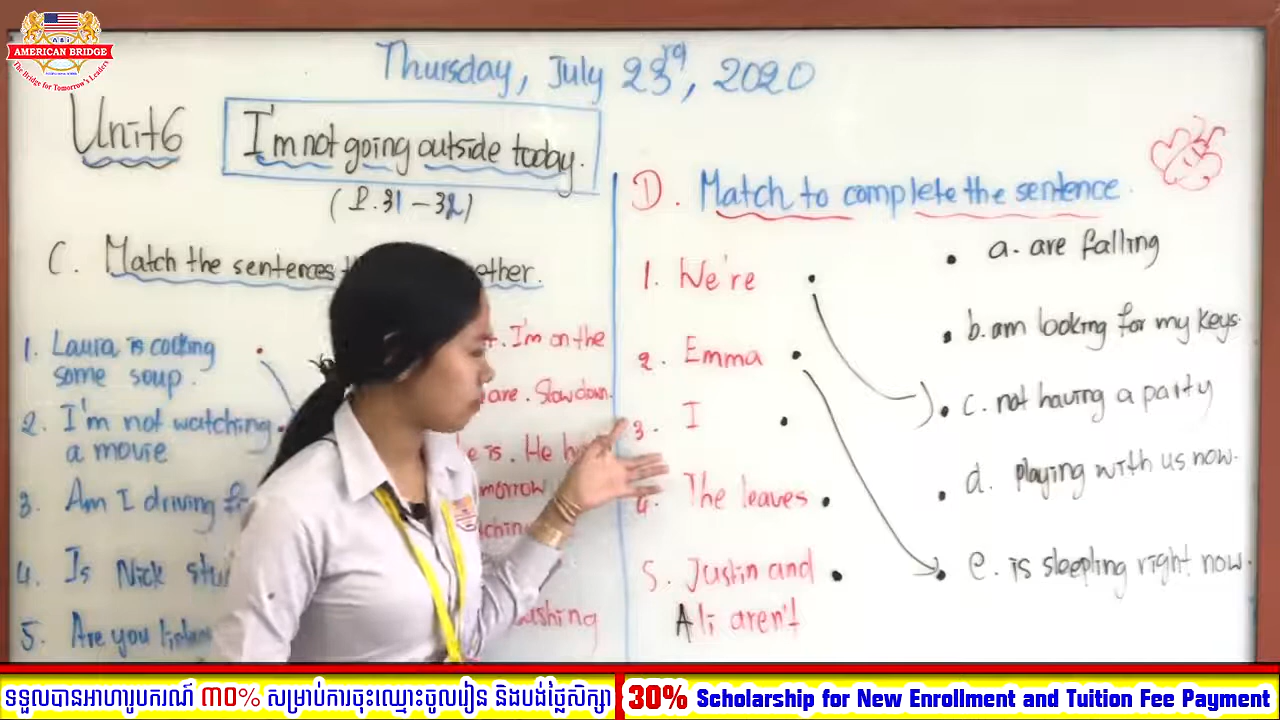 AMERICAN BRIDGE
The Bridge for Tomorrow's Leaders
Thursday, July 23rd, 2020
Unit 6
I'm not going outside today.
(P.31-32)
C. Match the sentences
1. Laura is cooking
some soup.
2. I'm not watching
a movie
3. Am I driving
4. Is Nick
5. Are you
I'm on the
are. Slow down.
is. He
D. Match to complete the sentence.
1. We're
2. Emma
3. I
4. The leaves
5. Justin and
Ali aren't
a. are falling
b. am looking for my keys.
c. not having a party
d. playing with us now.
e. is sleepling right now.
ទទួលបានអាហារូបករណ៍ ៣០% សម្រាប់ការចុះឈ្មោះចូលរៀន និងបង់ថ្លៃសិក្សា
30% Scholarship for New Enrollment and Tuition Fee Payment